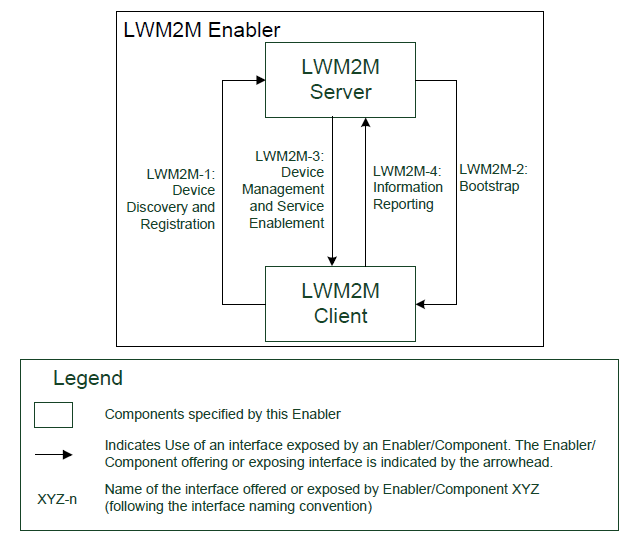 LWM2M Enabler
LWM2M
Server
LWM2M-1:
Device
Discovery and
Registration
LWM2M-3:
Device
Management
and Service
Enablement
LWM2M-4:
Information
Reporting
LWM2M-2:
Bootstrap
LWM2M
Client
Legend
Components specified by this Enabler
Indicates Use of an interface exposed by an Enabler/Component. The Enabler/
Component offering or exposing interface is indicated by the arrowhead.
XYZ-n
Name of the interface offered or exposed by Enabler/Component XYZ
(following the interface naming convention)